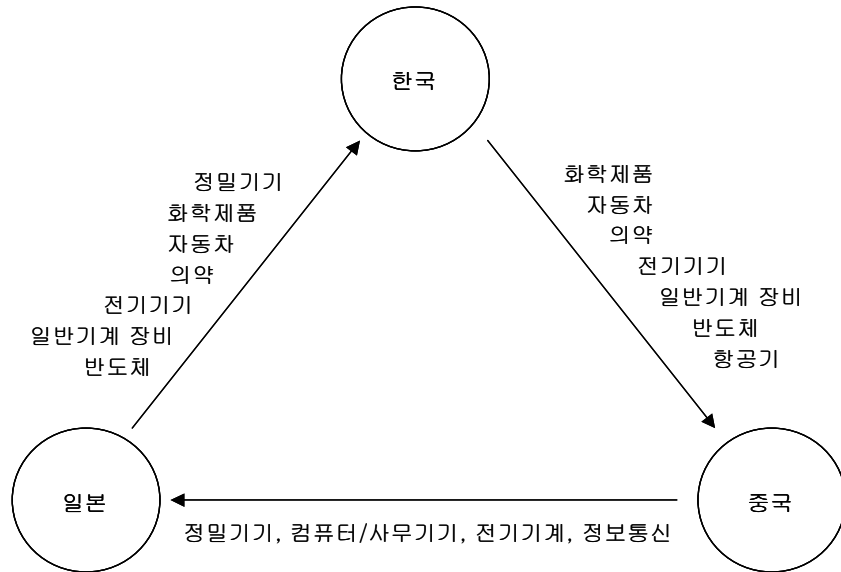 한국
정밀기기
화학제품
자동차
의약
전기기기
일반기계 장비
반도체
화학제품
자동차
의약
전기기기
일반기계 장비
반도체
항공기
일본
중국
정밀기기, 컴퓨터/사무기기, 전기기계, 정보통신